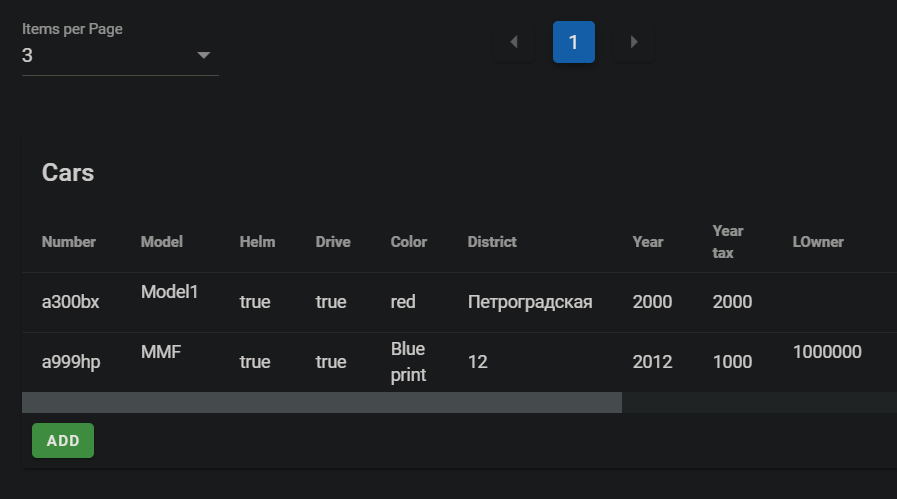 Items per Page
3
1
Cars
Number Model Helm Drive Color District Year Year tax LOwner
a300bx Model1 true true red Петроградская 2000 2000
a999hp MMF true true Blue print 12 2012 1000 1000000
ADD